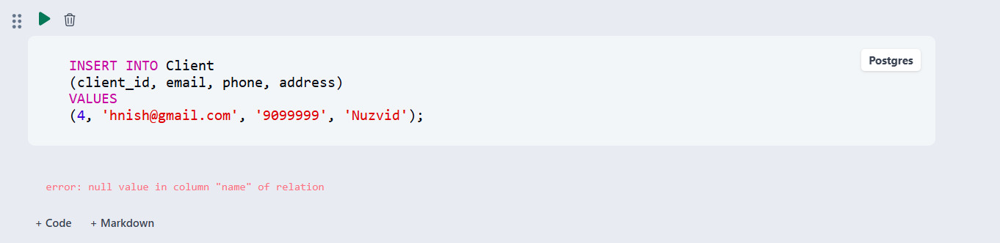 INSERT INTO Client
Postgres
(client_id, email, phone, address)
VALUES
(4, 'hnish@gmail.com', '9099999', 'Nuzvid');
error: null value in column "name" of relation
+ Code + Markdown